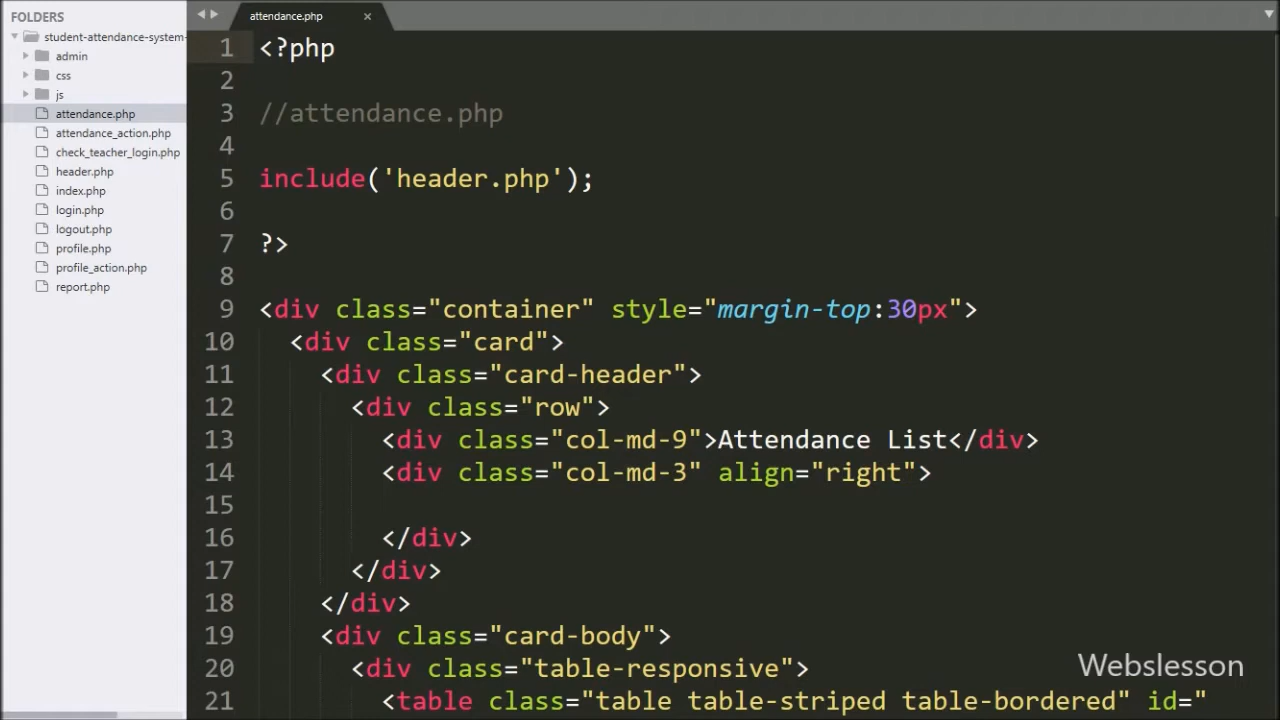 FOLDERS
student-attendance-system-
admin
css
js
attendance.php
attendance_action.php
check_teacher_login.php
header.php
index.php
login.php
logout.php
profile.php
profile_action.php
report.php
attendance.php ×
1 <?php
2
3 //attendance.php
4
5 include('header.php');
6
7 ?>
8
9 <div class="container" style="margin-top:30px">
10 <div class="card">
11 <div class="card-header">
12 <div class="row">
13 <div class="col-md-9">Attendance List</div>
14 <div class="col-md-3" align="right">
15
16 </div>
17 </div>
18 </div>
19 <div class="card-body">
20 <div class="table-responsive">
21 <table class="table table-striped table-bordered" id="
Webslesson